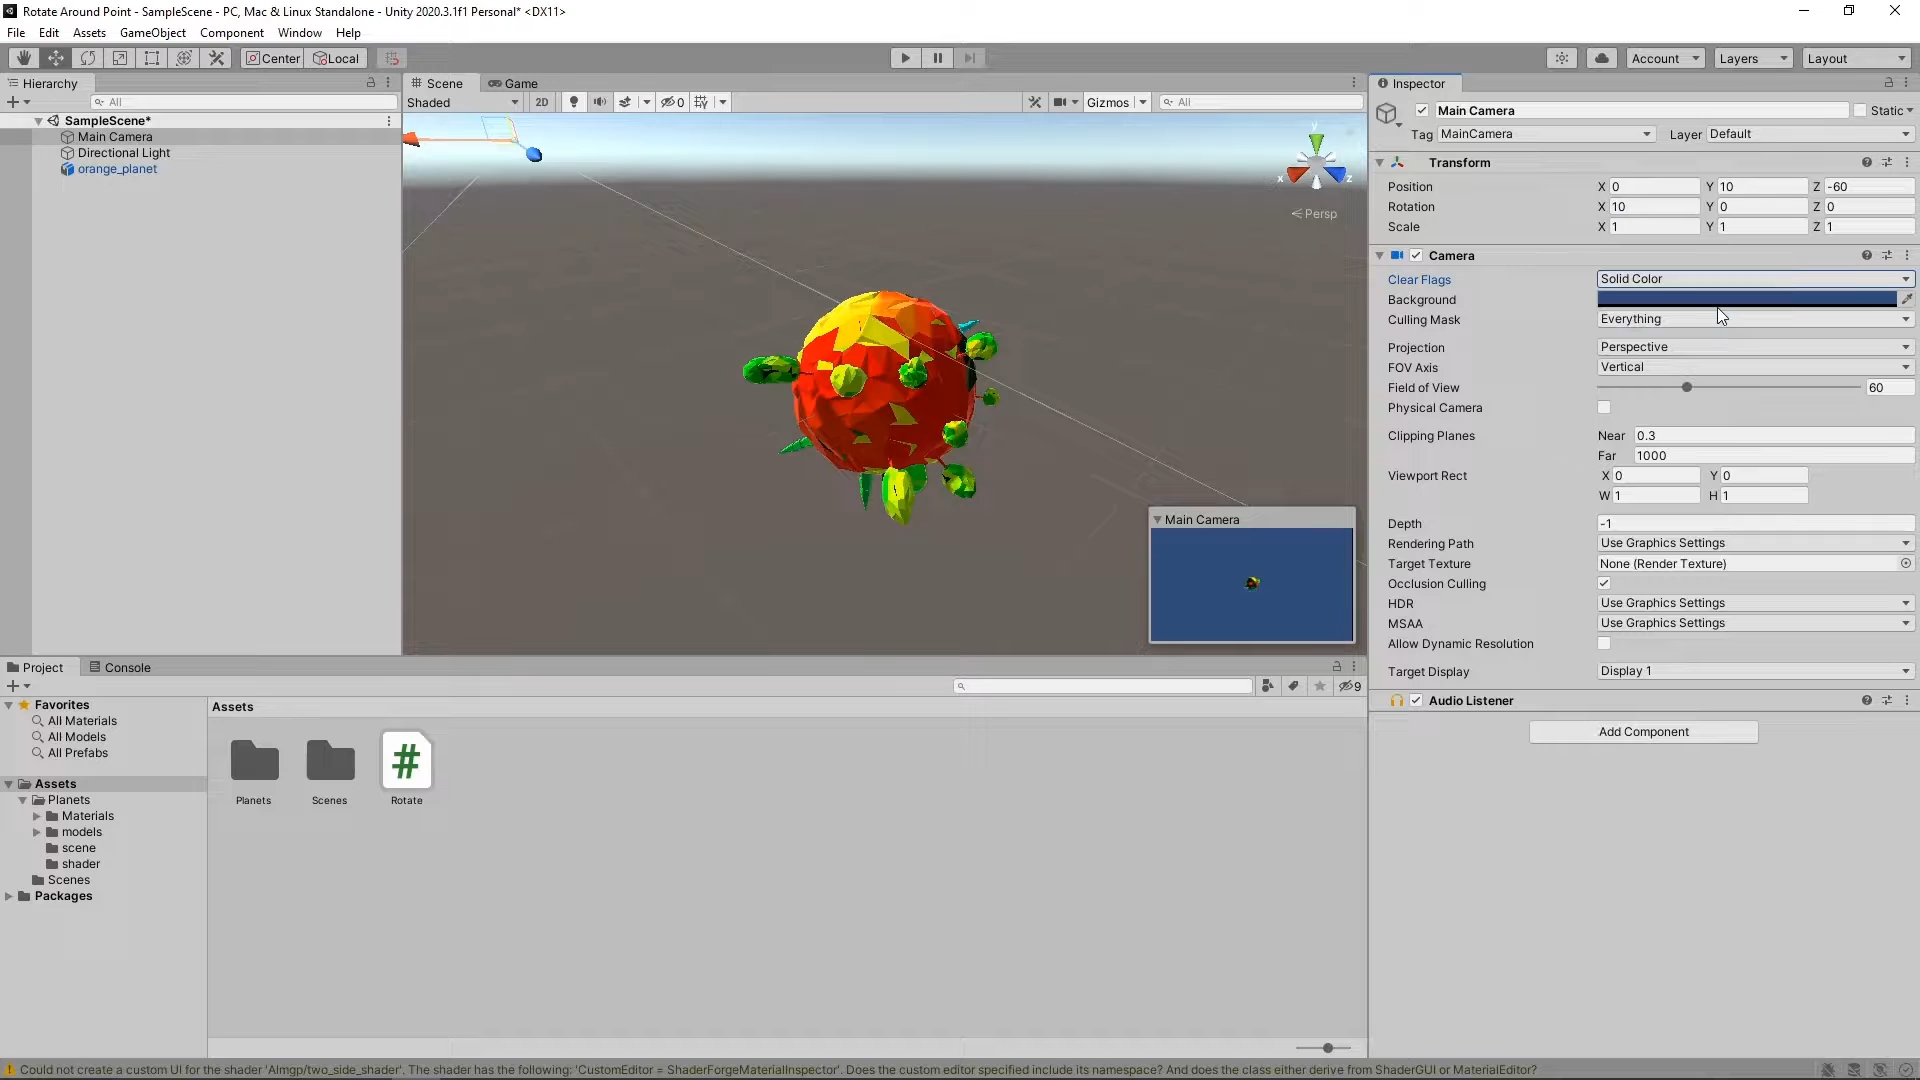 Rotate Around Point - SampleScene - PC, Mac & Linux Standalone - Unity 2020.3.1f1 Personal* <DX11>
File Edit Assets GameObject Component Window Help
Center Local Account Layers Layout
Hierarchy
All
SampleScene*
Main Camera
Directional Light
orange_planet
Scene Game
Shaded 2D 0 Gizmos All
y
x z
Persp
Main Camera
Inspector
Main Camera Static
Tag MainCamera Layer Default
Transform
Position X 0 Y 10 Z -60
Rotation X 10 Y 0 Z 0
Scale X 1 Y 1 Z 1
Camera
Clear Flags Solid Color
Background
Culling Mask Everything
Projection Perspective
FOV Axis Vertical
Field of View 60
Physical Camera
Clipping Planes Near 0.3
Far 1000
Viewport Rect X 0 Y 0
W 1 H 1
Depth -1
Rendering Path Use Graphics Settings
Target Texture None (Render Texture)
Occlusion Culling
HDR Use Graphics Settings
MSAA Use Graphics Settings
Allow Dynamic Resolution
Target Display Display 1
Audio Listener
Add Component
Project Console
9
Favorites
All Materials
All Models
All Prefabs
Assets
Planets
Materials
models
scene
shader
Scenes
Packages
Assets
#
Planets Scenes Rotate
Could not create a custom UI for the shader 'AImgp/two_side_shader'. The shader has the following: 'CustomEditor = ShaderForgeMaterialInspector'. Does the custom editor specified include its namespace? And does the class either derive from ShaderGUI or MaterialEditor?